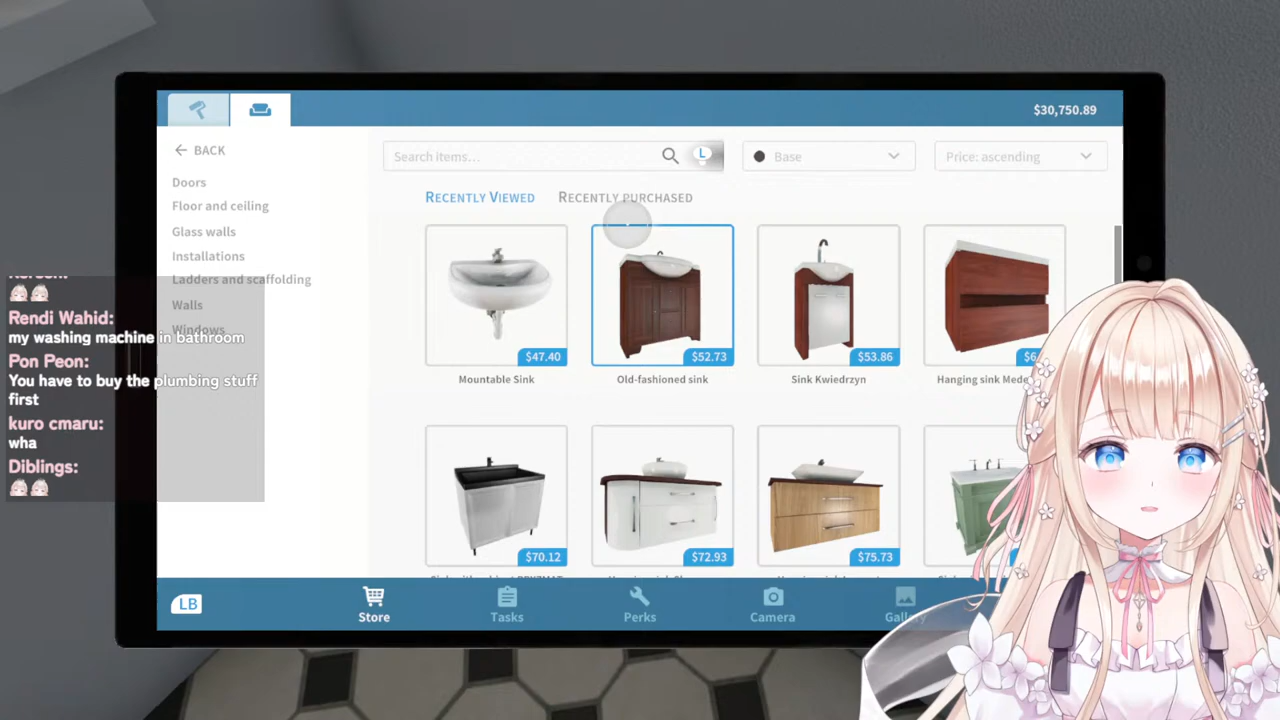 $30,750.89
BACK
Search items...
L
Base
Price: ascending
Doors
Floor and ceiling
Glass walls
Installations
Ladders and scaffolding
Walls
Windows
RECENTLY VIEWED
RECENTLY PURCHASED
$47.40
$52.73
$53.86
Mountable Sink
Old-fashioned sink
Sink Kwiedrzyn
Hanging sink
$70.12
$72.93
$75.73
Rendi Wahid:
my washing machine in bathroom
Pon Peon:
You have to buy the plumbing stuff
first
kuro cmaru:
wha
Diblings:
LB
Store
Tasks
Perks
Camera
Gallery